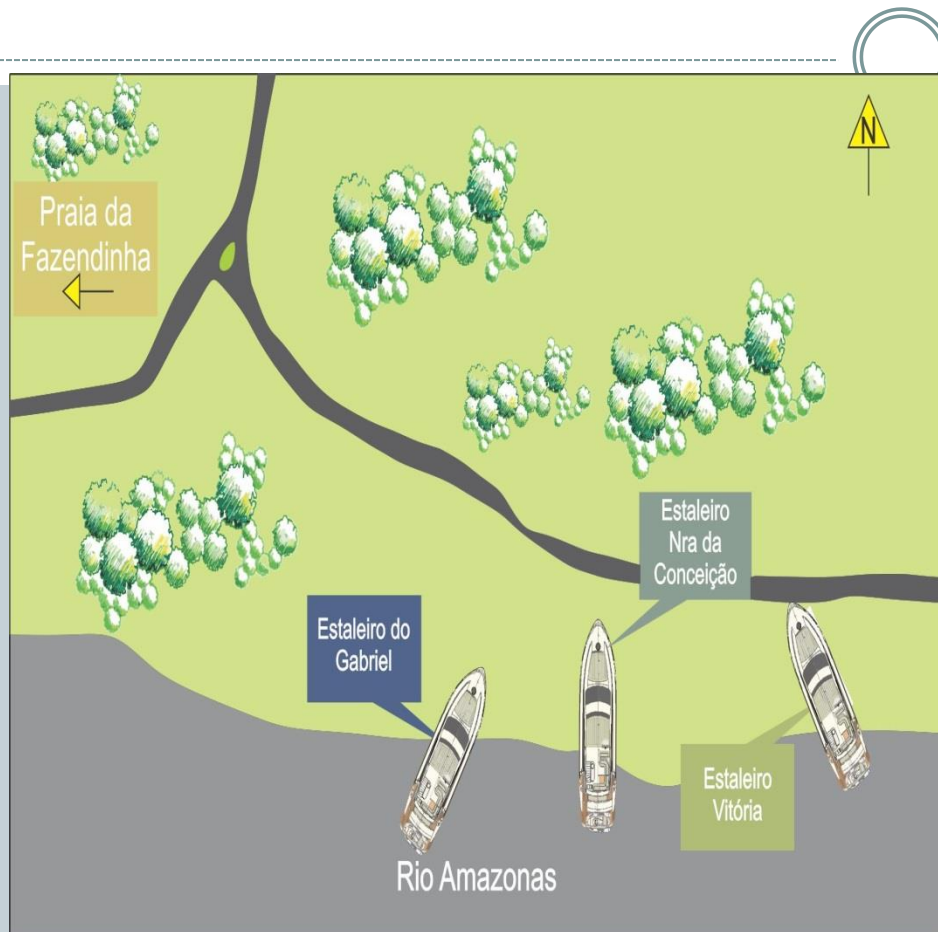 N
Praia da
Fazendinha
Estaleiro
Nra da
Conceição
Estaleiro do
Gabriel
Estaleiro
Vitória
Rio Amazonas